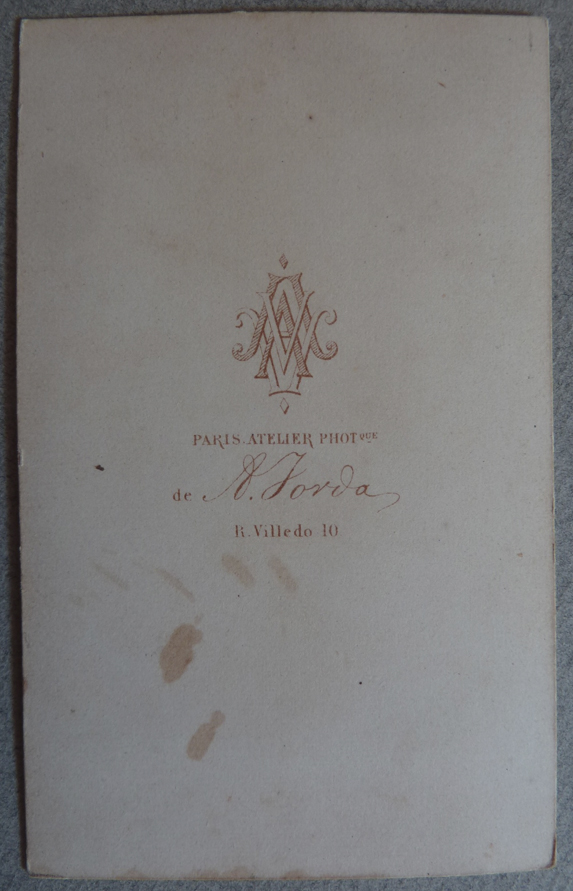 PARIS. ATELIER PHOTQUE
de A. Jorda
R. Villedo 10